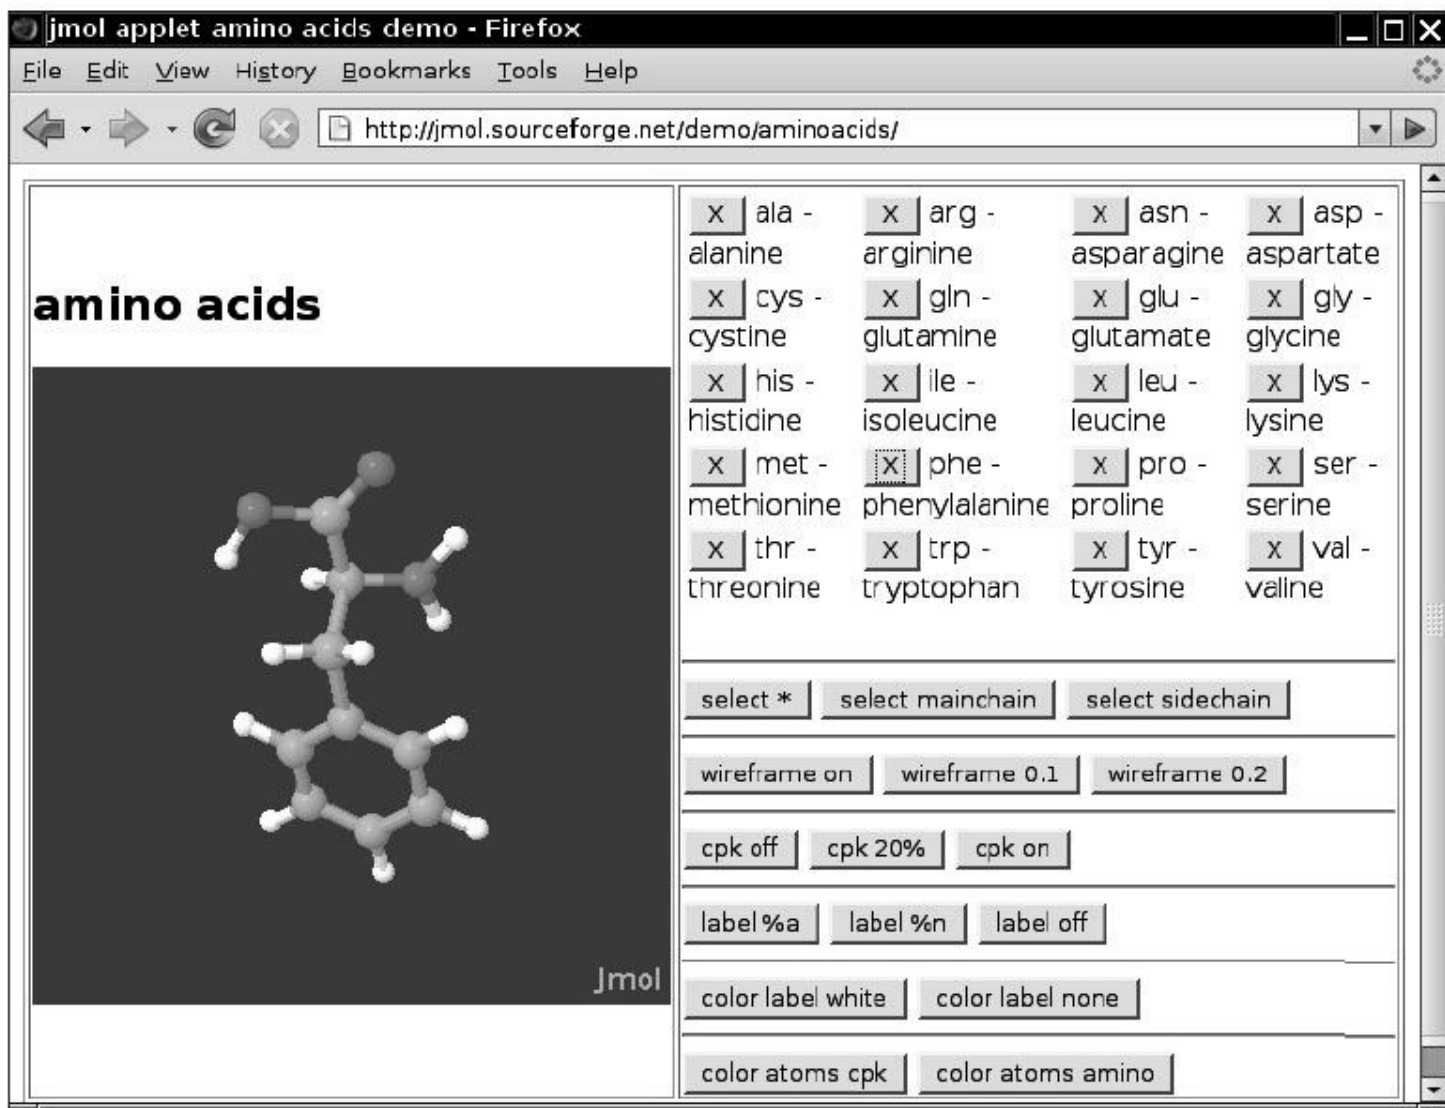 jmol applet amino acids demo - Firefox
File Edit View History Bookmarks Tools Help
http://jmol.sourceforge.net/demo/aminoacids/
amino acids
Jmol
x ala - x arg - x asn - x asp -
alanine arginine asparagine aspartate
x cys - x gln - x glu - x gly -
cystine glutamine glutamate glycine
x his - x ile - x leu - x lys -
histidine isoleucine leucine lysine
x met - x phe - x pro - x ser -
methionine phenylalanine proline serine
x thr - x trp - x tyr - x val -
threonine tryptophan tyrosine valine
select * select mainchain select sidechain
wireframe on wireframe 0.1 wireframe 0.2
cpk off cpk 20% cpk on
label %a label %n label off
color label white color label none
color atoms cpk color atoms amino